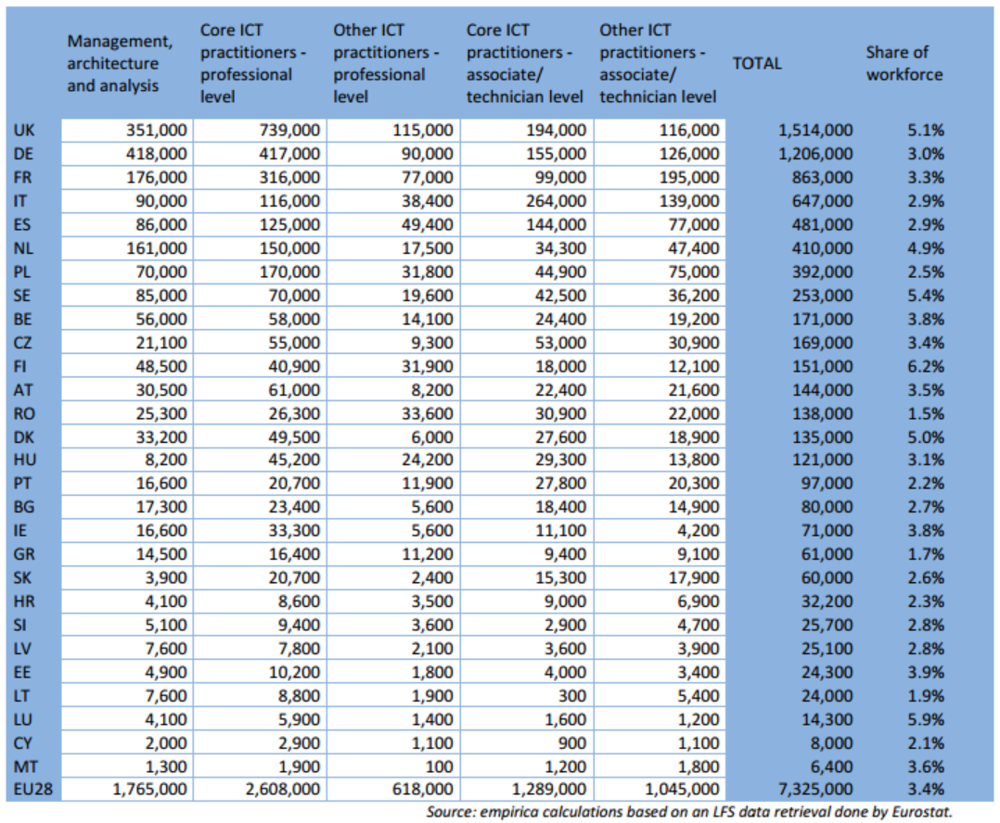 Management, architecture and analysis | Core ICT practitioners - professional level | Other ICT practitioners - professional level | Core ICT practitioners - associate/ technician level | Other ICT practitioners - associate/ technician level | TOTAL | Share of workforce
UK 351,000 739,000 115,000 194,000 116,000 1,514,000 5.1%
DE 418,000 417,000 90,000 155,000 126,000 1,206,000 3.0%
FR 176,000 316,000 77,000 99,000 195,000 863,000 3.3%
IT 90,000 116,000 38,400 264,000 139,000 647,000 2.9%
ES 86,000 125,000 49,400 144,000 77,000 481,000 2.9%
NL 161,000 150,000 17,500 34,300 47,400 410,000 4.9%
PL 70,000 170,000 31,800 44,900 75,000 392,000 2.5%
SE 85,000 70,000 19,600 42,500 36,200 253,000 5.4%
BE 56,000 58,000 14,100 24,400 19,200 171,000 3.8%
CZ 21,100 55,000 9,300 53,000 30,900 169,000 3.4%
FI 48,500 40,900 31,900 18,000 12,100 151,000 6.2%
AT 30,500 61,000 8,200 22,400 21,600 144,000 3.5%
RO 25,300 26,300 33,600 30,900 22,000 138,000 1.5%
DK 33,200 49,500 6,000 27,600 18,900 135,000 5.0%
HU 8,200 45,200 24,200 29,300 13,800 121,000 3.1%
PT 16,600 20,700 11,900 27,800 20,300 97,000 2.2%
BG 17,300 23,400 5,600 18,400 14,900 80,000 2.7%
IE 16,600 33,300 5,600 11,100 4,200 71,000 3.8%
GR 14,500 16,400 11,200 9,400 9,100 61,000 1.7%
SK 3,900 20,700 2,400 15,300 17,900 60,000 2.6%
HR 4,100 8,600 3,500 9,000 6,900 32,200 2.3%
SI 5,100 9,400 3,600 2,900 4,700 25,700 2.8%
LV 7,600 7,800 2,100 3,600 3,900 25,100 2.8%
EE 4,900 10,200 1,800 4,000 3,400 24,300 3.9%
LT 7,600 8,800 1,900 300 5,400 24,000 1.9%
LU 4,100 5,900 1,400 1,600 1,200 14,300 5.9%
CY 2,000 2,900 1,100 900 1,100 8,000 2.1%
MT 1,300 1,900 100 1,200 1,800 6,400 3.6%
EU28 1,765,000 2,608,000 618,000 1,289,000 1,045,000 7,325,000 3.4%
Source: empirica calculations based on an LFS data retrieval done by Eurostat.